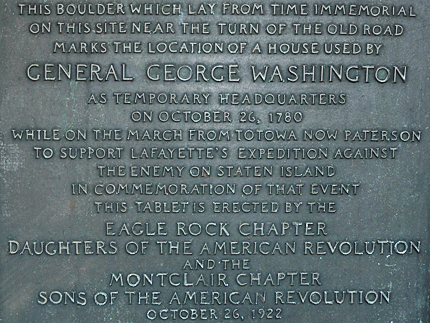 THIS BOULDER WHICH LAY FROM TIME IMMEMORIAL
ON THIS SITE NEAR THE TURN OF THE OLD ROAD
MARKS THE LOCATION OF A HOUSE USED BY
GENERAL GEORGE WASHINGTON
AS TEMPORARY HEADQUARTERS
ON OCTOBER 26, 1780
WHILE ON THE MARCH FROM TOTOWA NOW PATERSON
TO SUPPORT LAFAYETTE'S EXPEDITION AGAINST
THE ENEMY ON STATEN ISLAND
IN COMMEMORATION OF THAT EVENT
THIS TABLET IS ERECTED BY THE
EAGLE ROCK CHAPTER
DAUGHTERS OF THE AMERICAN REVOLUTION
AND THE
MONTCLAIR CHAPTER
SONS OF THE AMERICAN REVOLUTION
OCTOBER 26, 1922